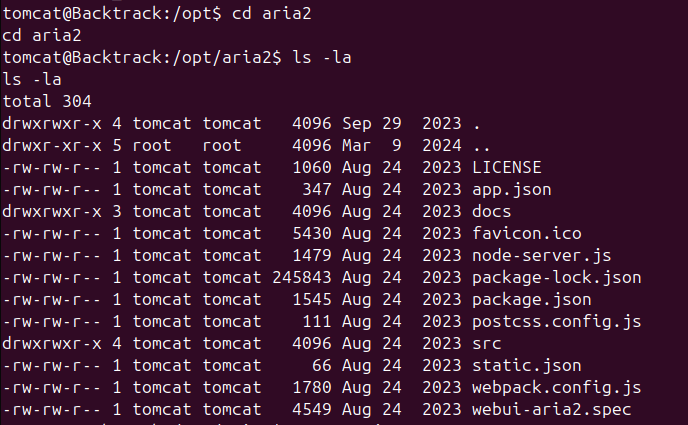 tomcat@Backtrack:/opt$ cd aria2
cd aria2
tomcat@Backtrack:/opt/aria2$ ls -la
ls -la
total 304
drwxrwxr-x 4 tomcat tomcat   4096 Sep 29  2023 .
drwxr-xr-x 5 root   root     4096 Mar  9  2024 ..
-rw-rw-r-- 1 tomcat tomcat   1060 Aug 24  2023 LICENSE
-rw-rw-r-- 1 tomcat tomcat    347 Aug 24  2023 app.json
drwxrwxr-x 3 tomcat tomcat   4096 Aug 24  2023 docs
-rw-rw-r-- 1 tomcat tomcat   5430 Aug 24  2023 favicon.ico
-rw-rw-r-- 1 tomcat tomcat   1479 Aug 24  2023 node-server.js
-rw-rw-r-- 1 tomcat tomcat 245843 Aug 24  2023 package-lock.json
-rw-rw-r-- 1 tomcat tomcat   1545 Aug 24  2023 package.json
-rw-rw-r-- 1 tomcat tomcat    111 Aug 24  2023 postcss.config.js
drwxrwxr-x 4 tomcat tomcat   4096 Aug 24  2023 src
-rw-rw-r-- 1 tomcat tomcat     66 Aug 24  2023 static.json
-rw-rw-r-- 1 tomcat tomcat   1780 Aug 24  2023 webpack.config.js
-rw-rw-r-- 1 tomcat tomcat   4549 Aug 24  2023 webui-aria2.spec